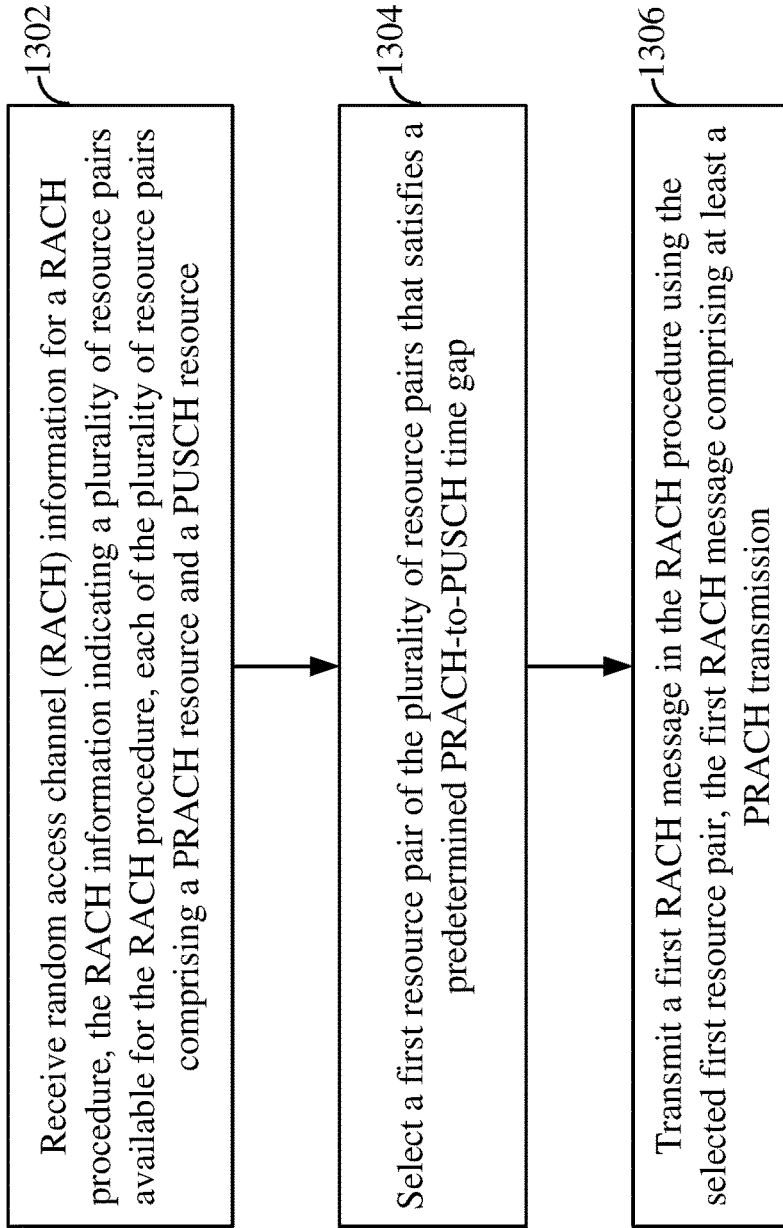 1302
Receive random access channel (RACH) information for a RACH
procedure, the RACH information indicating a plurality of resource pairs
available for the RACH procedure, each of the plurality of resource pairs
comprising a PRACH resource and a PUSCH resource
1304
Select a first resource pair of the plurality of resource pairs that satisfies a
predetermined PRACH-to-PUSCH time gap
1306
Transmit a first RACH message in the RACH procedure using the
selected first resource pair, the first RACH message comprising at least a
PRACH transmission